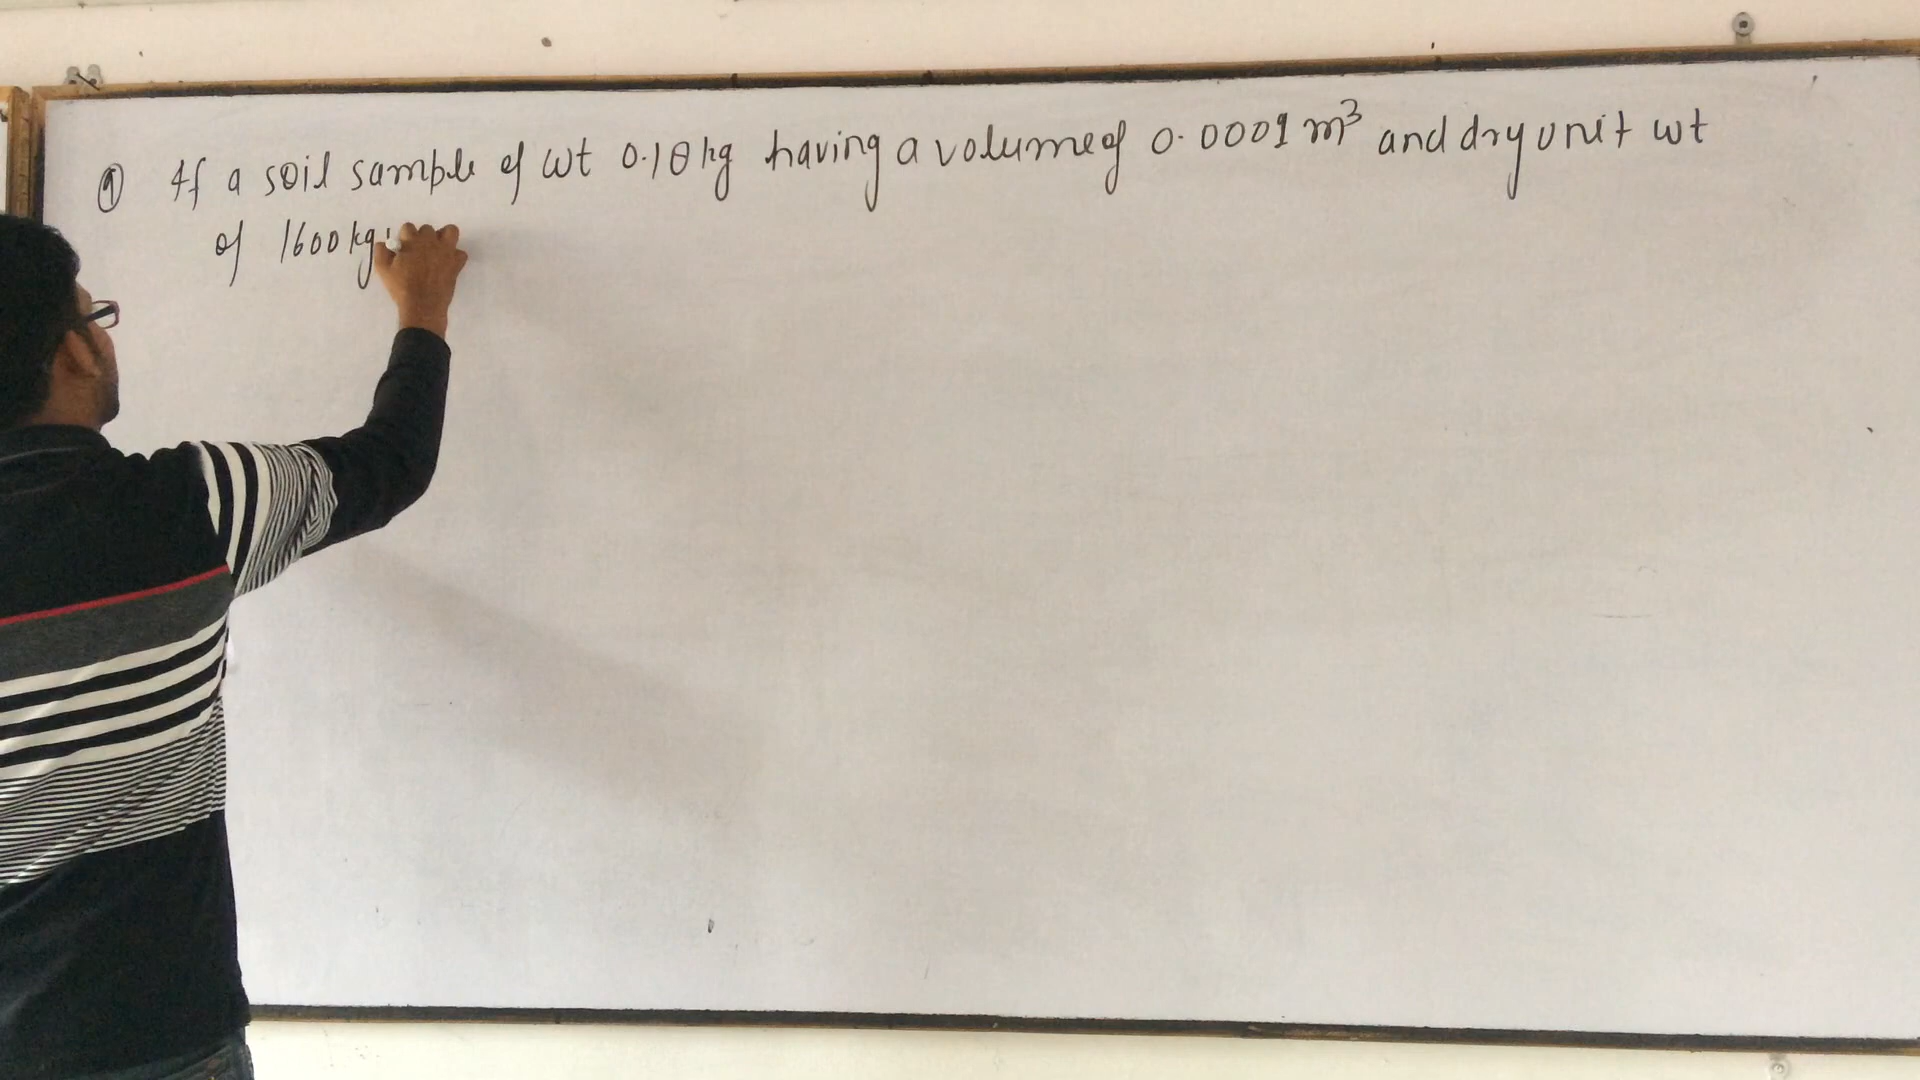 ① If a soil sample of wt 0.18 kg having a volume of 0.0001 m³ and dry unit wt
of 1600 kg